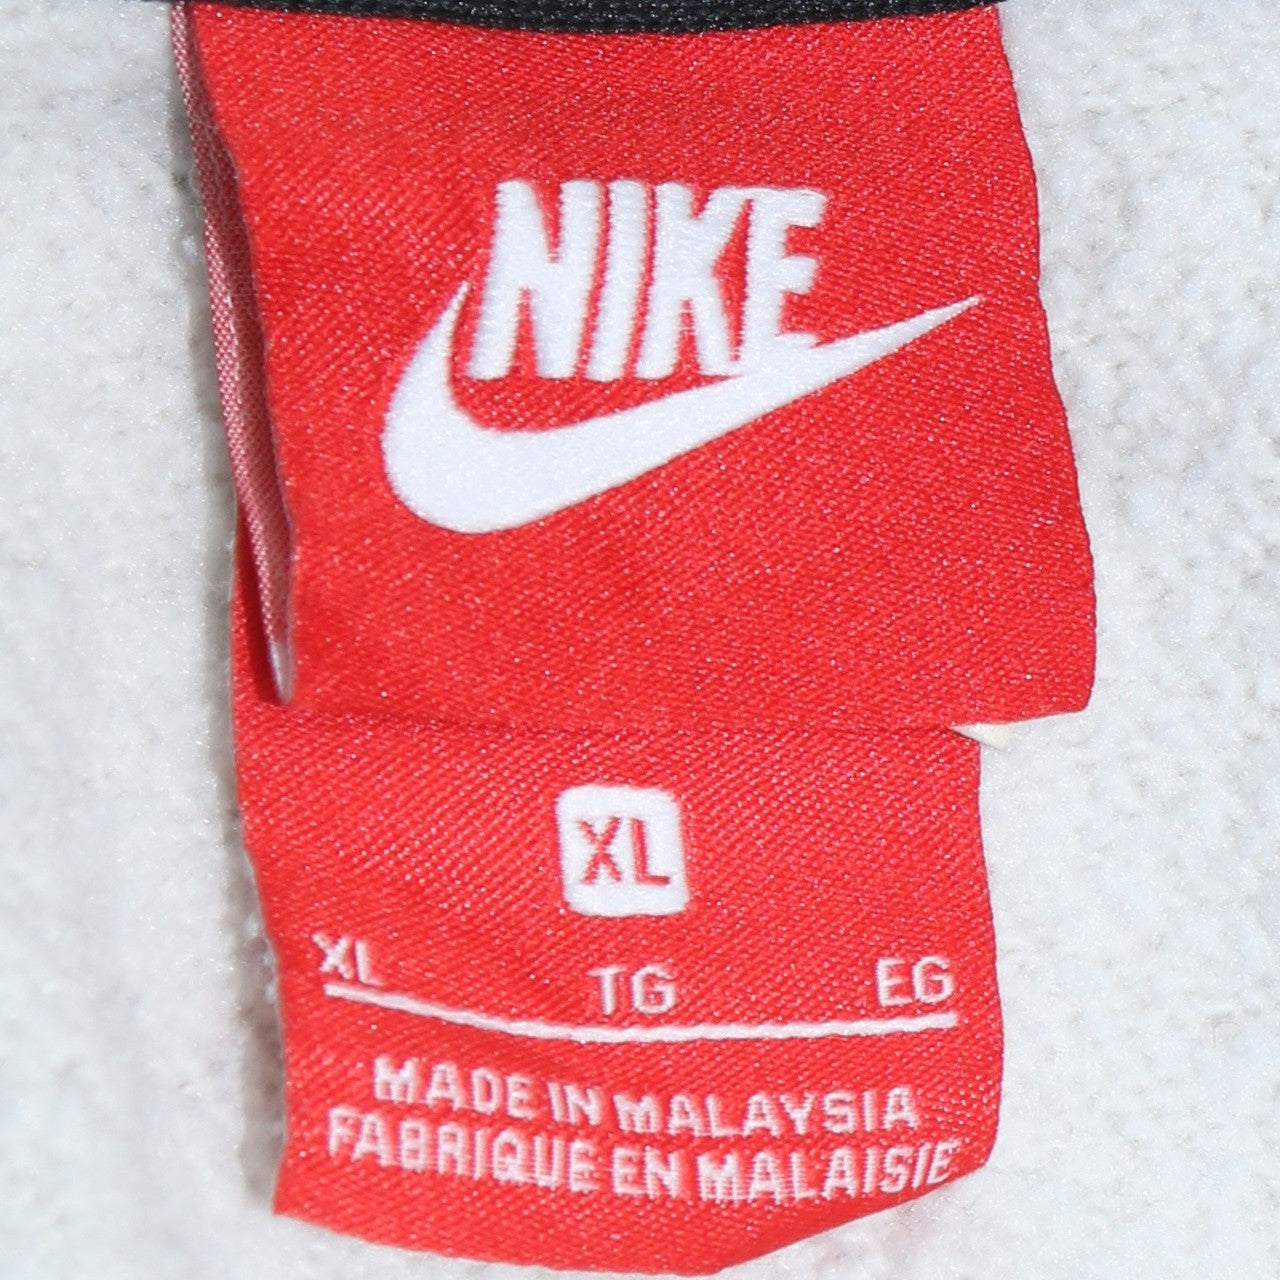 NIKE
XL
XL TG EG
MADE IN MALAYSIA
FABRIQUE EN MALAISIE